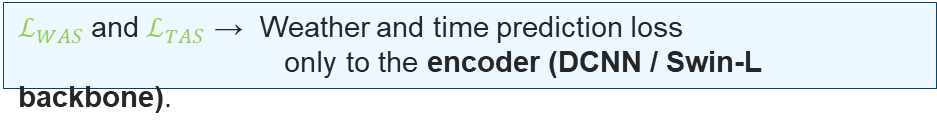 ℒ_WAS and ℒ_TAS → Weather and time prediction loss
only to the encoder (DCNN / Swin-L
backbone).